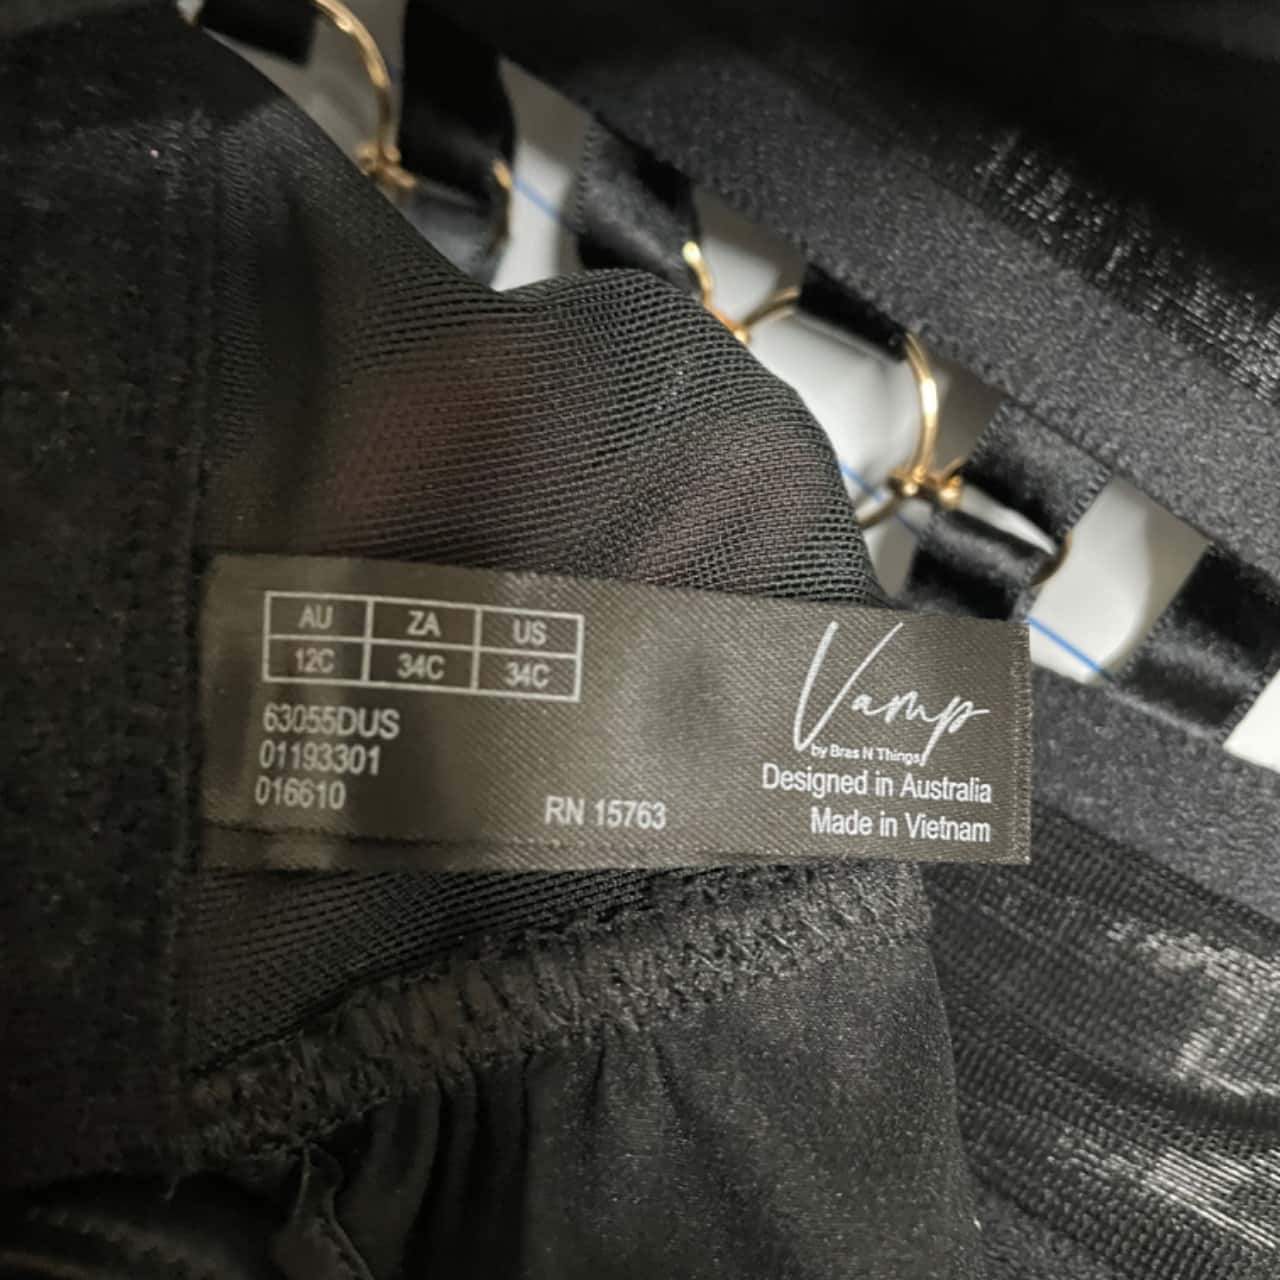 AU ZA US
12C 34C 34C
63055DUS
01193301
016610
RN 15763
Vamp
by Bras N Things
Designed in Australia
Made in Vietnam